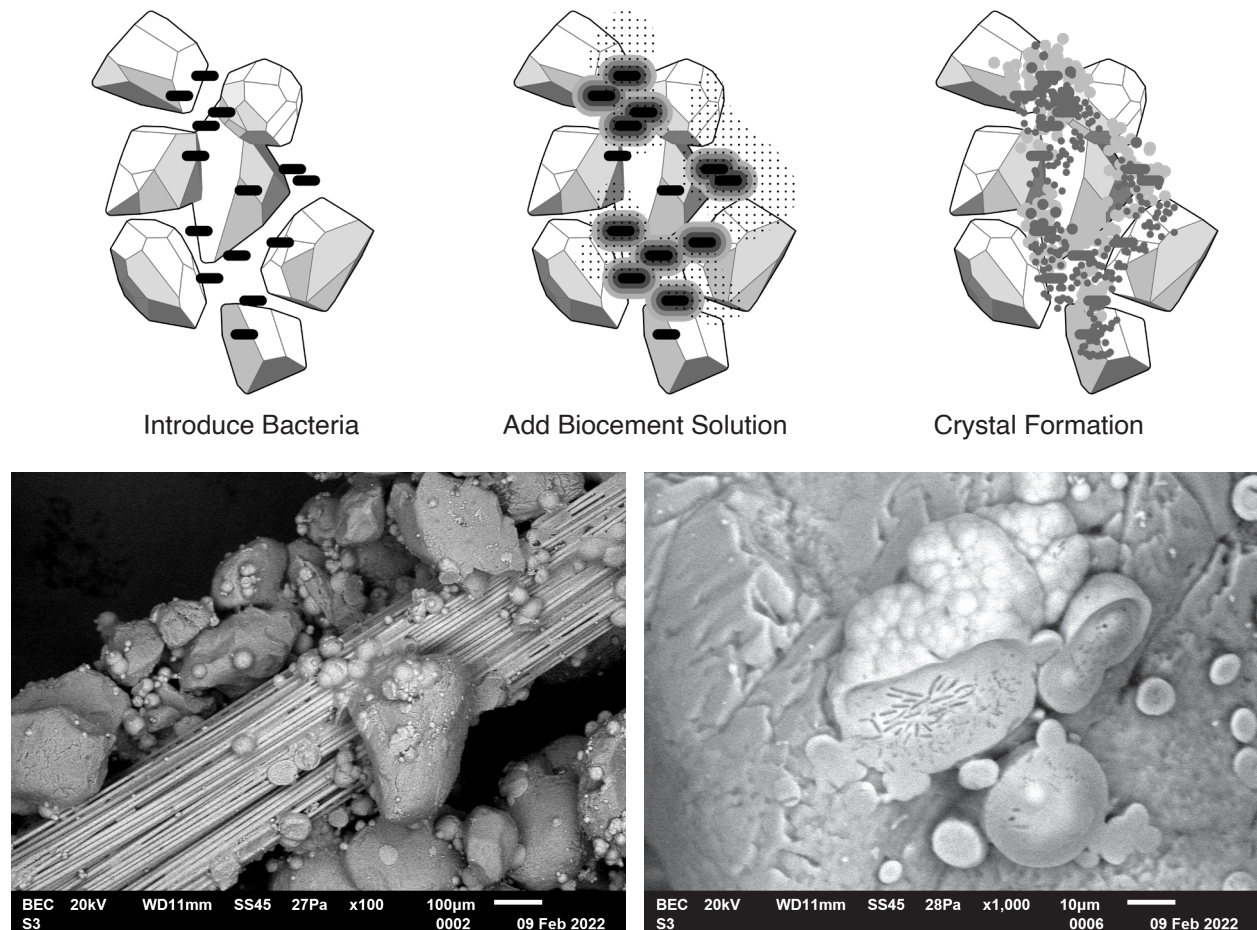 Introduce Bacteria
Add Biocement Solution
Crystal Formation
BEC 20kV WD11mm SS45 27Pa x100 100µm
S3 0002 09 Feb 2022
BEC 20kV WD11mm SS45 28Pa x1,000 10µm
S3 0006 09 Feb 2022